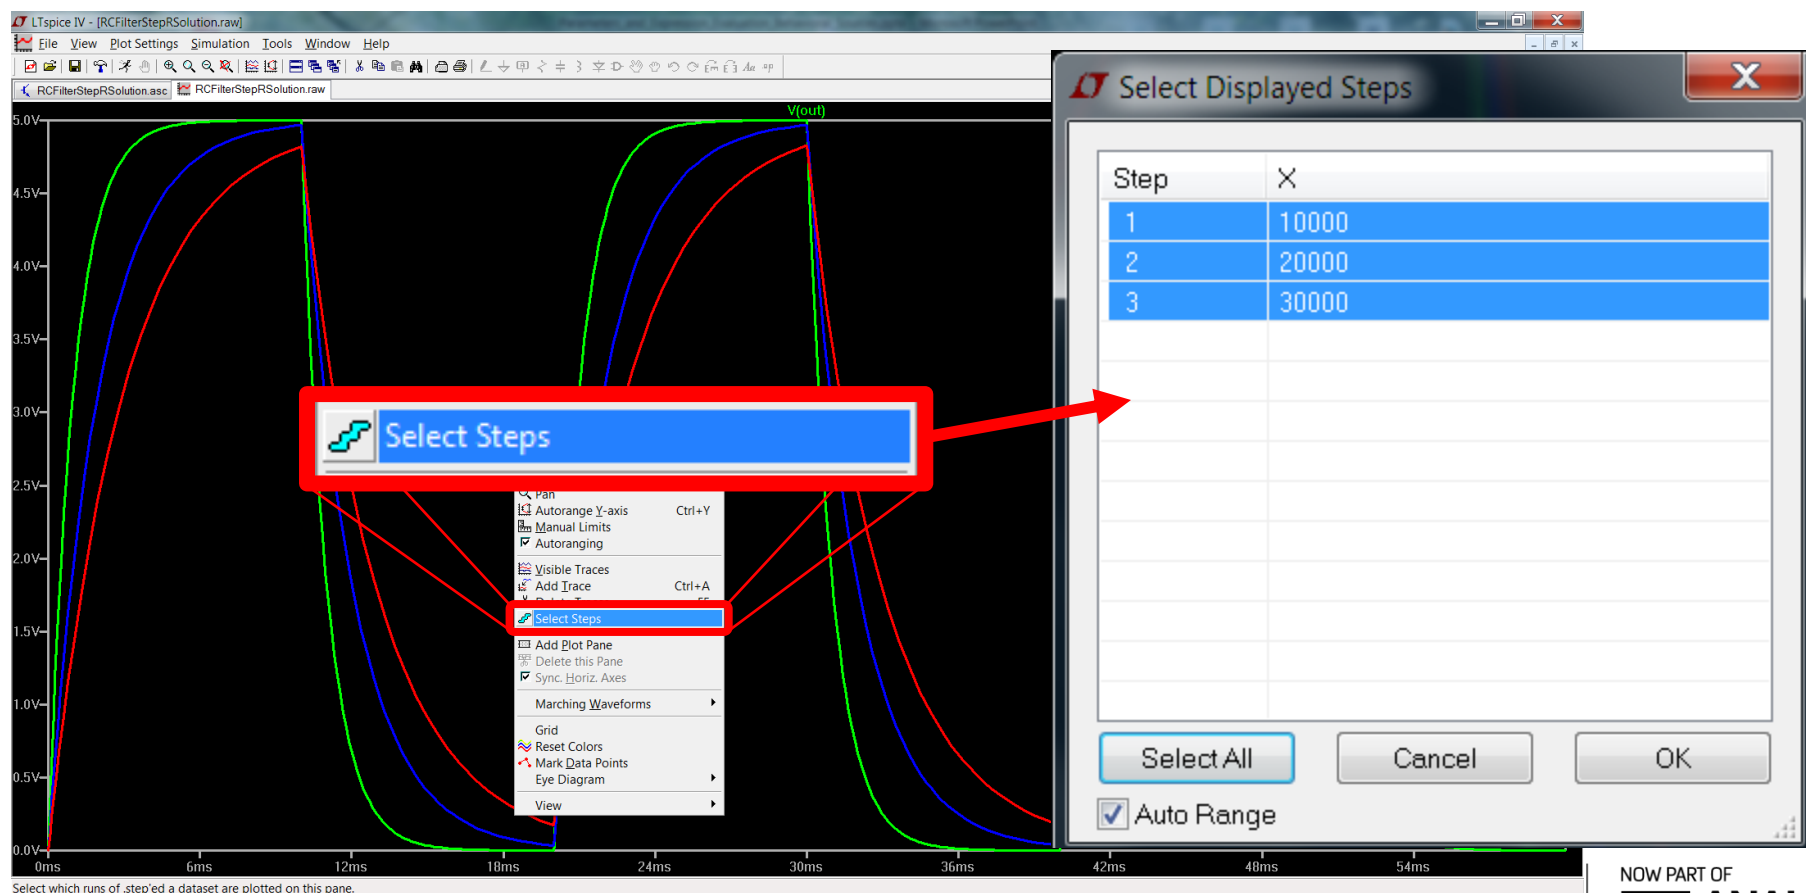 LTspice IV - [RCFilterStepRSolution.raw]
File View Plot Settings Simulation Tools Window Help
RCFilterStepRSolution.asc RCFilterStepRSolution.raw
V(out)
5.0V
4.5V
4.0V
3.5V
3.0V
2.5V
2.0V
1.5V
1.0V
0.5V
0.0V
0ms 6ms 12ms 18ms 24ms 30ms 36ms 42ms 48ms 54ms
Select Steps
Pan
Autorange Y-axis Ctrl+Y
Manual Limits
Autoranging
Visible Traces
Add Trace Ctrl+A
Select Steps
Add Plot Pane
Delete this Pane
Sync. Horiz. Axes
Marching Waveforms
Grid
Reset Colors
Mark Data Points
Eye Diagram
View
Select Displayed Steps
Step X
1 10000
2 20000
3 30000
Select All Cancel OK
Auto Range
Select which runs of .step'ed a dataset are plotted on this pane.
NOW PART OF